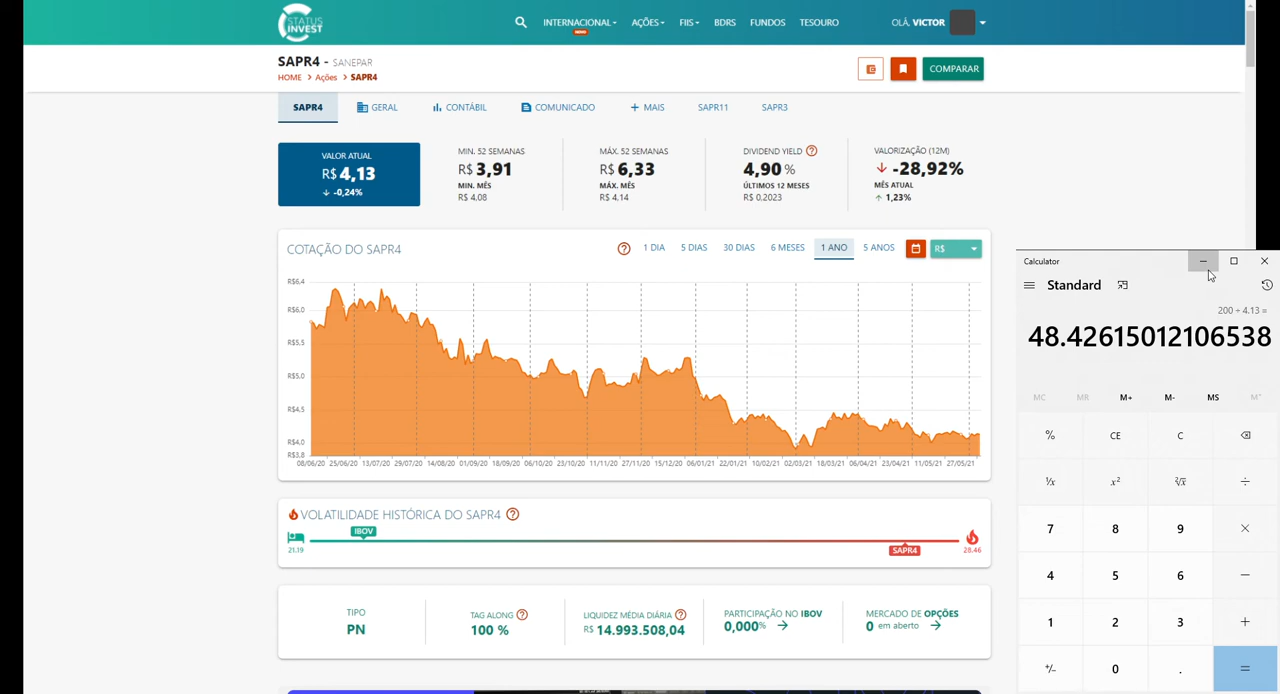 STATUS INVEST
INTERNACIONAL AÇÕES FIIS BDRS FUNDOS TESOURO OLÁ, VICTOR
NOVO
SAPR4 - SANEPAR
HOME Ações SAPR4 COMPARAR
SAPR4 GERAL CONTÁBIL COMUNICADO + MAIS SAPR11 SAPR3
VALOR ATUAL
R$ 4,13
-0,24%
MIN. 52 SEMANAS
R$ 3,91
MIN. MÊS
R$ 4,08
MÁX. 52 SEMANAS
R$ 6,33
MÁX. MÊS
R$ 4,14
DIVIDEND YIELD ?
4,90 %
ÚLTIMOS 12 MESES
R$ 0,2023
VALORIZAÇÃO (12M)
-28,92%
MÊS ATUAL
1,23%
COTAÇÃO DO SAPR4 ? 1 DIA 5 DIAS 30 DIAS 6 MESES 1 ANO 5 ANOS R$
R$6.4
R$6.0
R$5.5
R$5.0
R$4.5
R$4.0
R$3.8
08/06/20 25/06/20 13/07/20 29/07/20 14/08/20 01/09/20 18/09/20 06/10/20 23/10/20 11/11/20 27/11/20 15/12/20 06/01/21 22/01/21 10/02/21 02/03/21 18/03/21 06/04/21 23/04/21 11/05/21 27/05/21
VOLATILIDADE HISTÓRICA DO SAPR4 ?
IBOV
21.19
SAPR4
28.46
TIPO
PN
TAG ALONG ?
100 %
LIQUIDEZ MÉDIA DIÁRIA ?
R$ 14.993.508,04
PARTICIPAÇÃO NO IBOV
0,000% →
MERCADO DE OPÇÕES
0 em aberto →
Calculator
Standard
200 ÷ 4.13 =
48.42615012106538
MC MR M+ M- MS M˅
% CE C
¹/x x² ²√x ÷
7 8 9 ×
4 5 6 −
1 2 3 +
+/− 0 . =